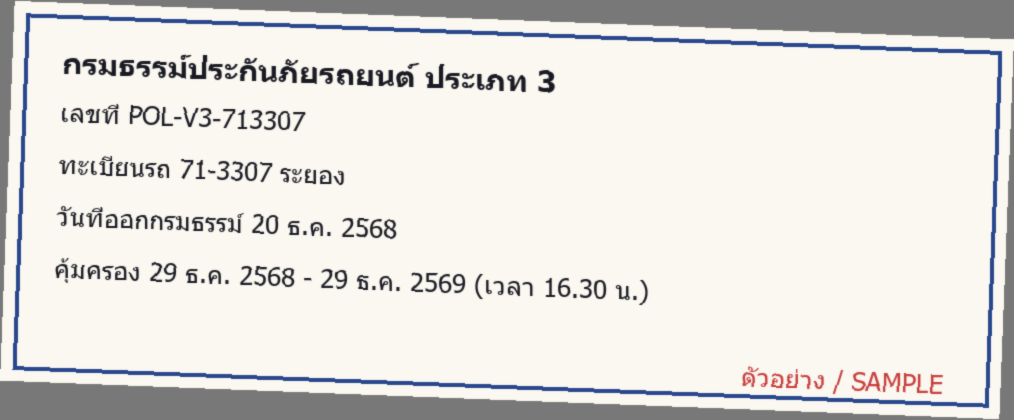 กรมธรรม์ประกันภัยรถยนต์ ประเภท 3
เลขที่ POL-V3-713307
ทะเบียนรถ 71-3307 ระยอง
วันที่ออกกรมธรรม์ 20 ธ.ค. 2568
คุ้มครอง 29 ธ.ค. 2568 - 29 ธ.ค. 2569 (เวลา 16.30 น.)
ตัวอย่าง / SAMPLE